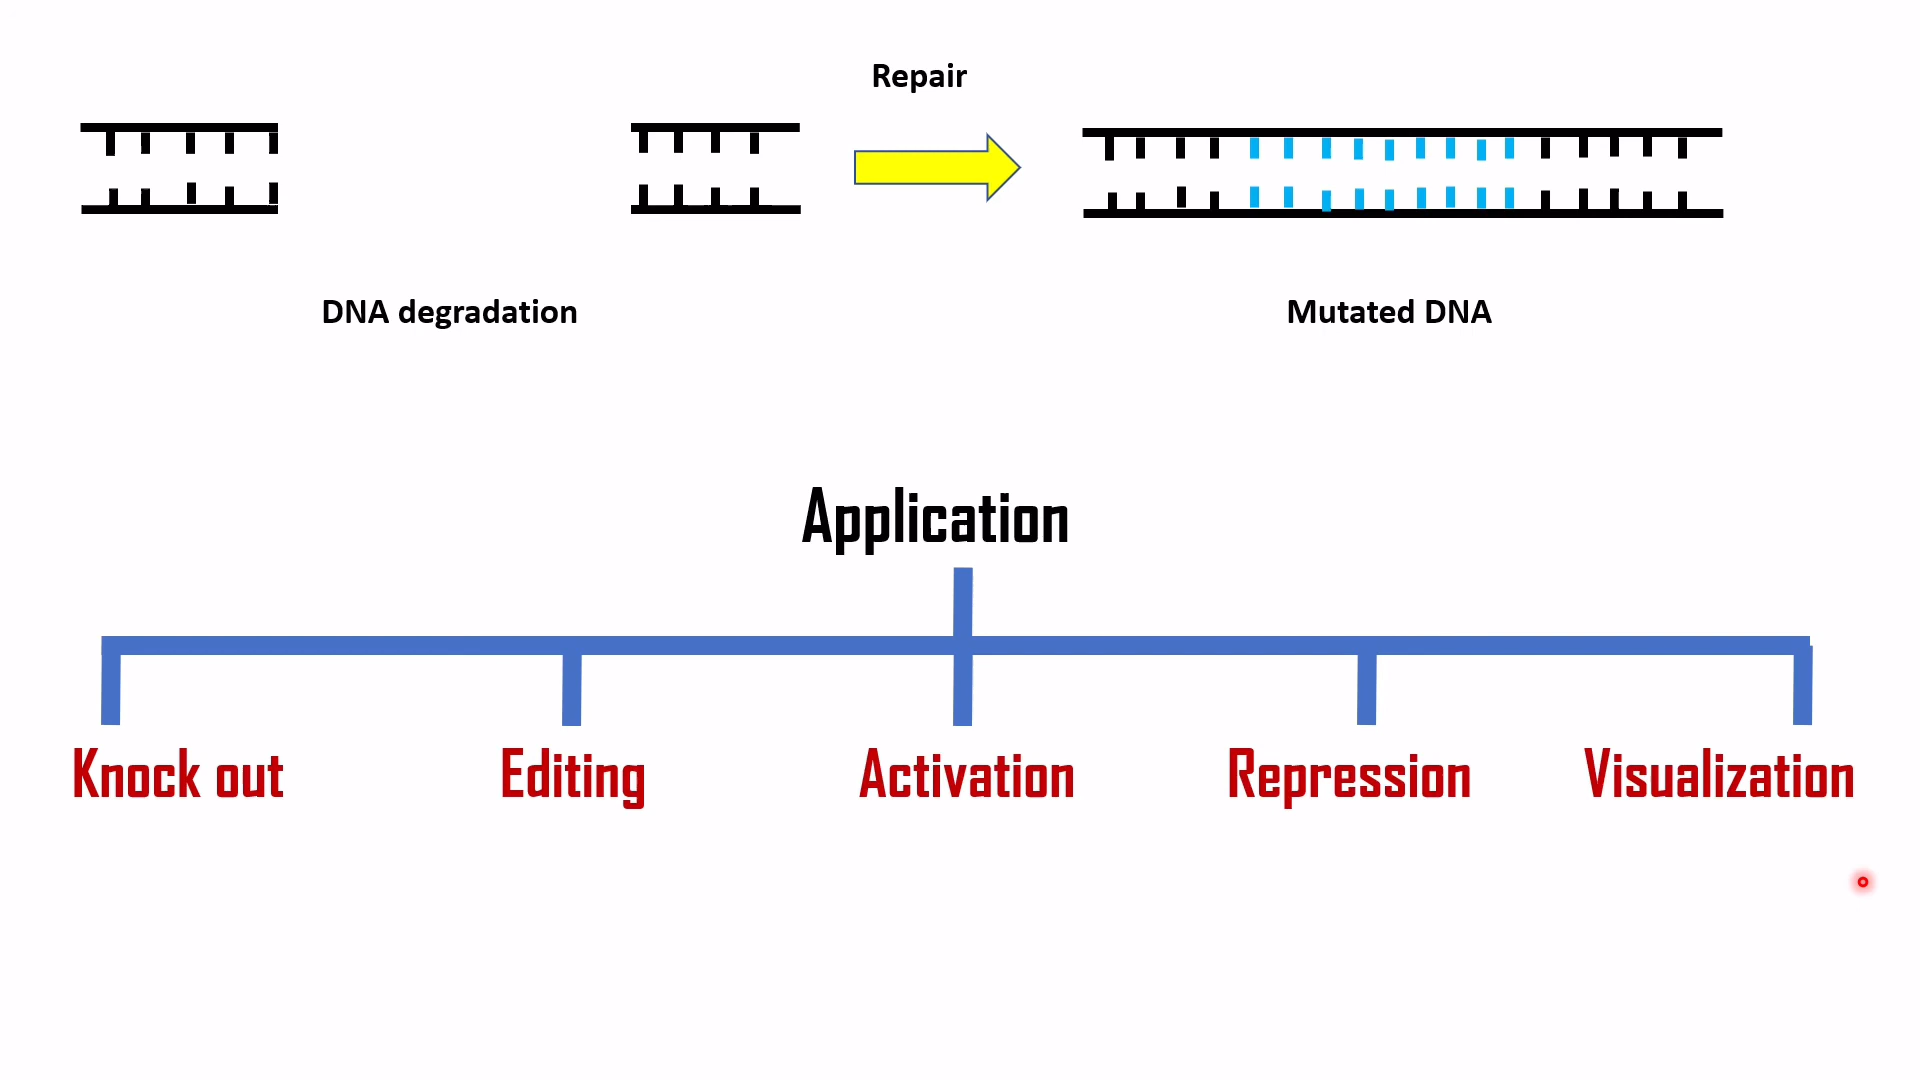 Repair
DNA degradation
Mutated DNA
Application
Knock out
Editing
Activation
Repression
Visualization